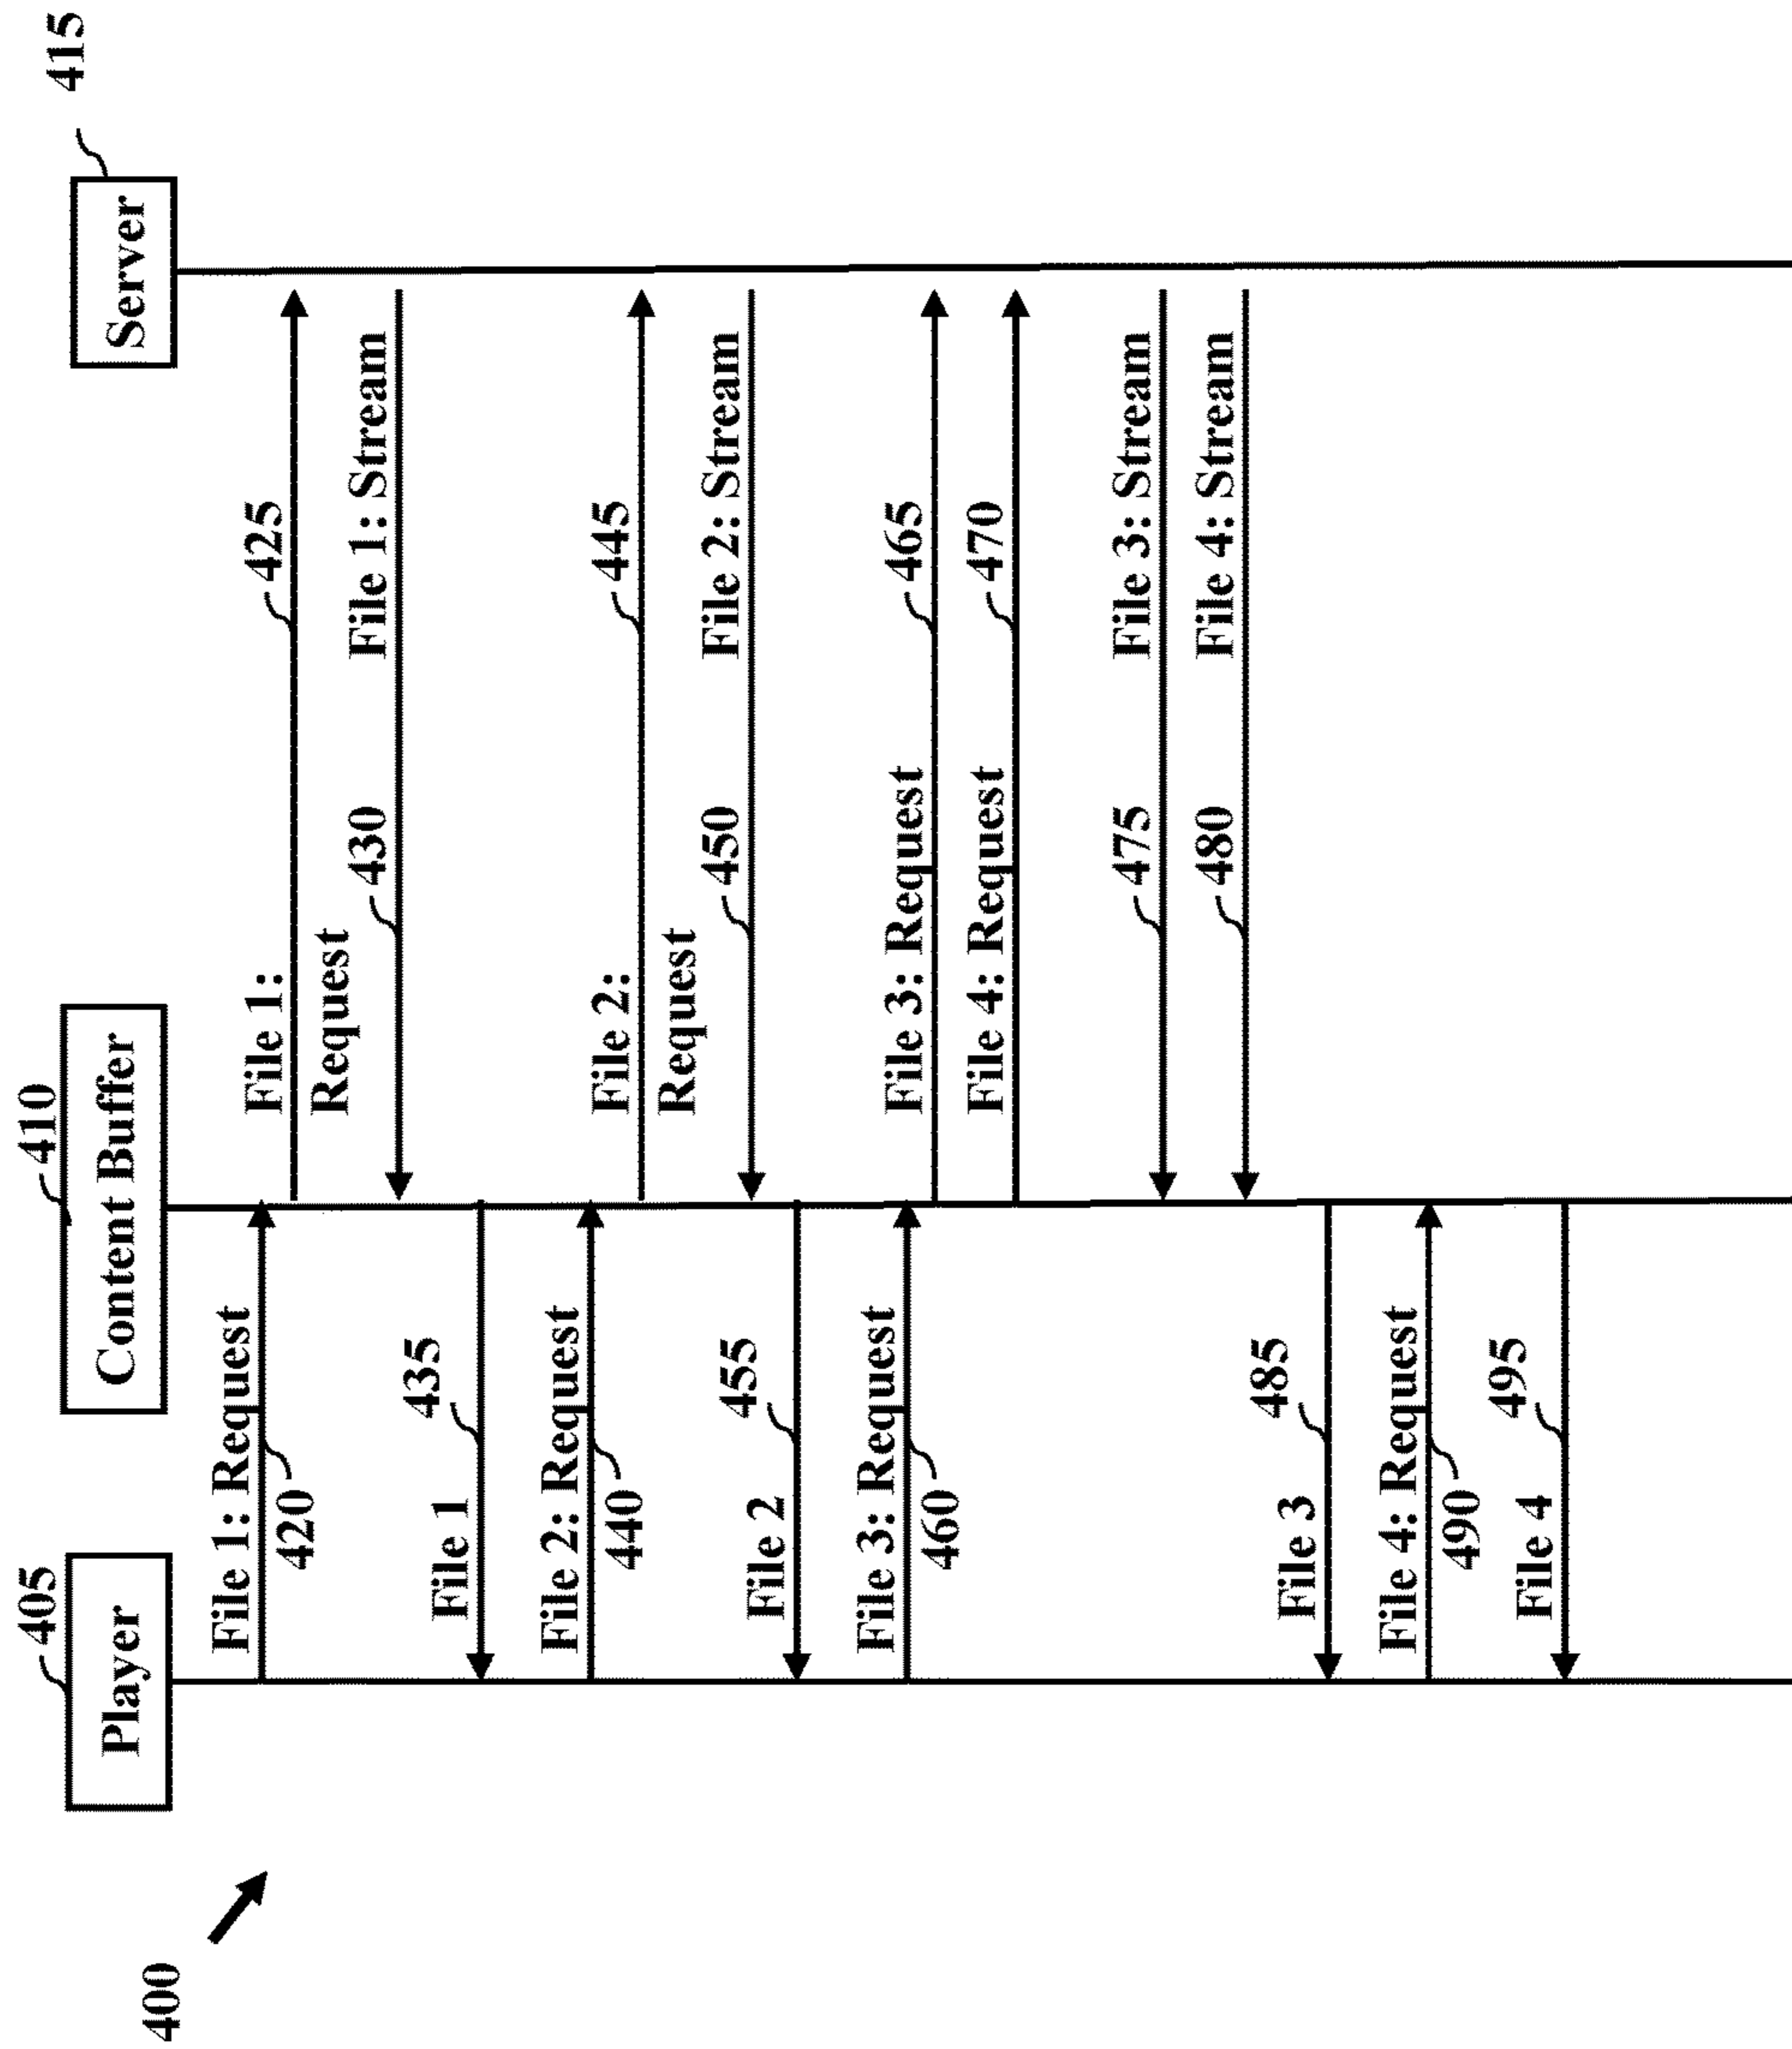 400
405
Player
410
Content Buffer
415
Server
File 1: Request
420
File 1:
Request
425
430
File 1: Stream
File 1
435
File 2: Request
440
File 2:
Request
445
450
File 2: Stream
File 2
455
File 3: Request
460
File 3: Request
465
File 4: Request
470
475
File 3: Stream
480
File 4: Stream
File 3
485
File 4: Request
490
File 4
495